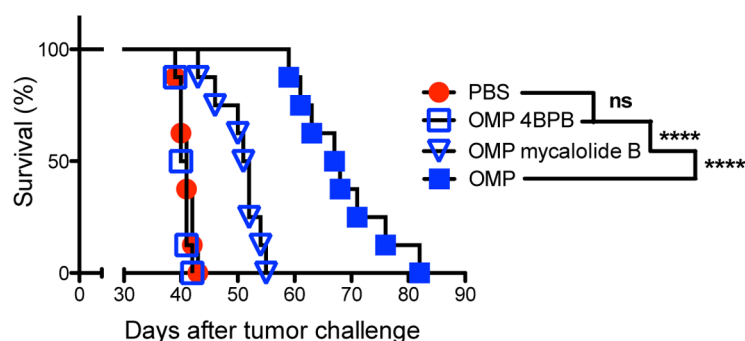 Survival (%)
100
50
0
0
30
40
50
60
70
80
90
Days after tumor challenge
PBS
OMP 4BPB
OMP mycalolide B
OMP
ns
****
****